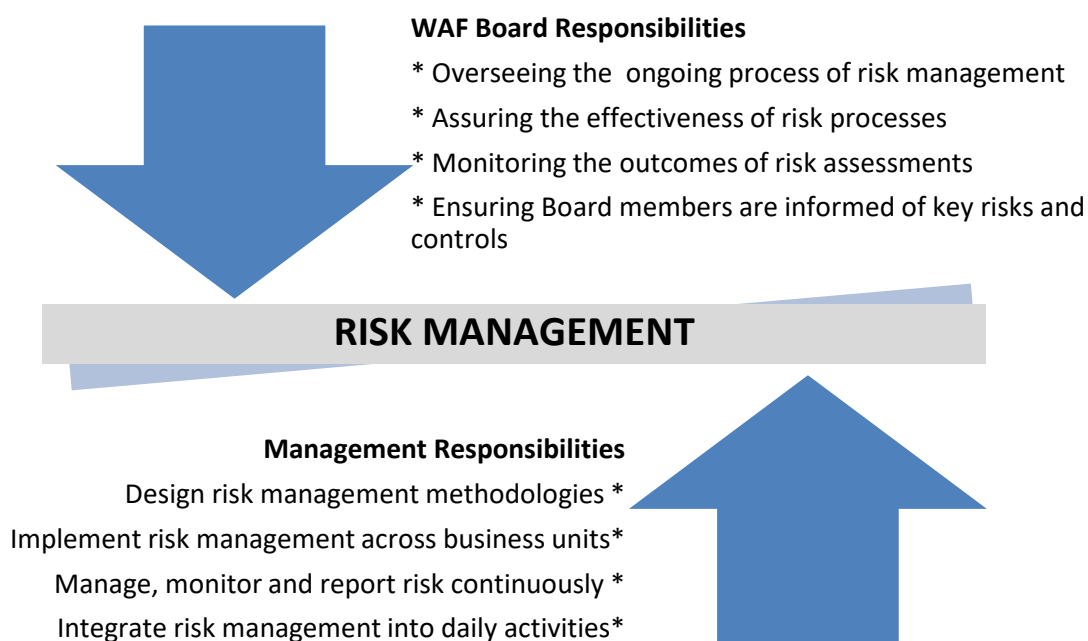 WAF Board Responsibilities
* Overseeing the  ongoing process of risk management
* Assuring the effectiveness of risk processes
* Monitoring the outcomes of risk assessments
* Ensuring Board members are informed of key risks and
controls
RISK MANAGEMENT
Management Responsibilities
Design risk management methodologies *
Implement risk management across business units*
Manage, monitor and report risk continuously *
Integrate risk management into daily activities*